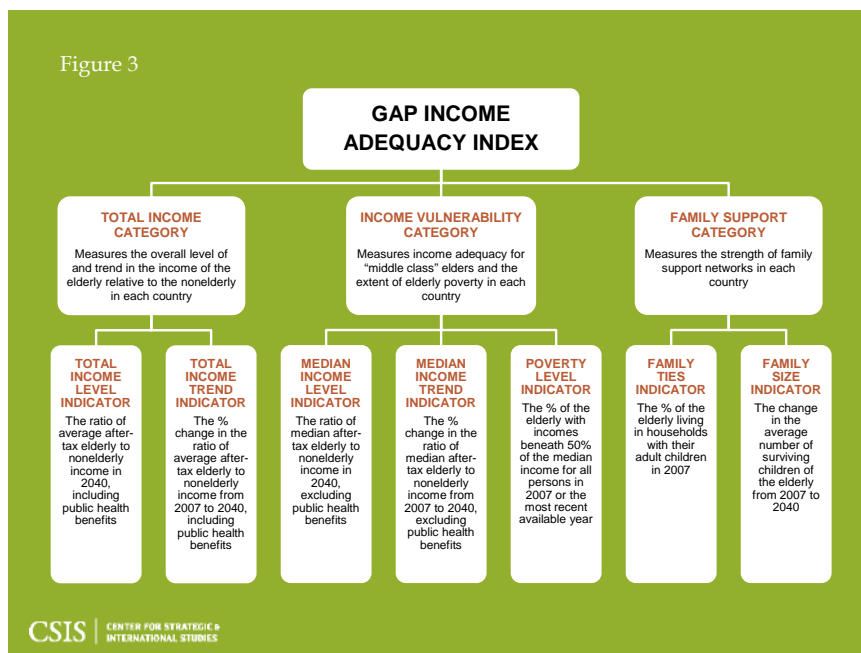 Figure 3
GAP INCOME
ADEQUACY INDEX
TOTAL INCOME
CATEGORY
Measures the overall level of
and trend in the income of the
elderly relative to the nonelderly
in each country
INCOME VULNERABILITY
CATEGORY
Measures income adequacy for
“middle class” elders and the
extent of elderly poverty in each
country
FAMILY SUPPORT
CATEGORY
Measures the strength of family
support networks in each
country
TOTAL
INCOME
LEVEL
INDICATOR
The ratio of
average after-
tax elderly to
nonelderly
income in
2040,
including
public health
benefits
TOTAL
INCOME
TREND
INDICATOR
The %
change in the
ratio of
average after-
tax elderly to
nonelderly
income from
2007 to 2040,
including
public health
benefits
MEDIAN
INCOME
LEVEL
INDICATOR
The ratio of
median after-
tax elderly to
nonelderly
income in
2040,
excluding
public health
benefits
MEDIAN
INCOME
TREND
INDICATOR
The %
change in the
ratio of
median after-
tax elderly to
nonelderly
income from
2007 to 2040,
excluding
public health
benefits
POVERTY
LEVEL
INDICATOR
The % of the
elderly with
incomes
beneath 50%
of the median
income for all
persons in
2007 or the
most recent
available year
FAMILY
TIES
INDICATOR
The % of the
elderly living
in households
with their
adult children
in 2007
FAMILY
SIZE
INDICATOR
The change
in the
average
number of
surviving
children of
the elderly
from 2007 to
2040
CSIS
CENTER FOR STRATEGIC &
INTERNATIONAL STUDIES